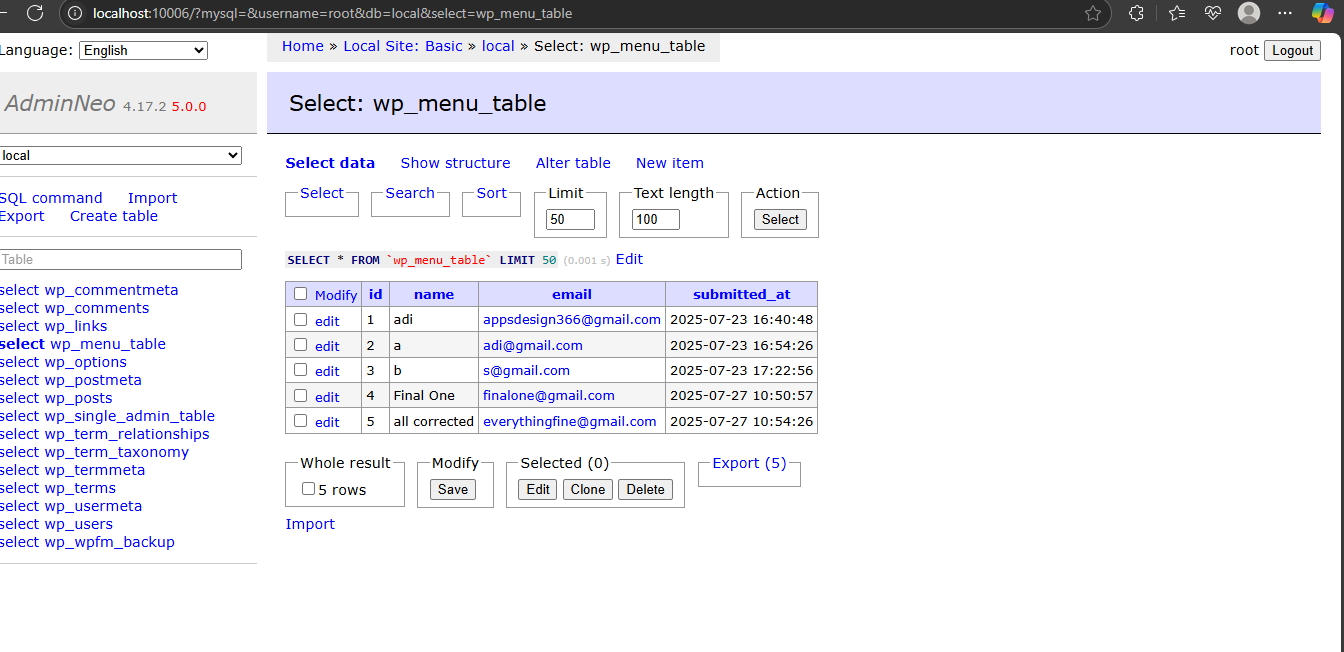 localhost:10006/?mysql=&username=root&db=local&select=wp_menu_table
Language: English
Home » Local Site: Basic » local » Select: wp_menu_table
root Logout
AdminNeo 4.17.2 5.0.0
Select: wp_menu_table
local
SQL command Import
Export Create table
Table
select wp_commentmeta
select wp_comments
select wp_links
select wp_menu_table
select wp_options
select wp_postmeta
select wp_posts
select wp_single_admin_table
select wp_term_relationships
select wp_term_taxonomy
select wp_termmeta
select wp_terms
select wp_usermeta
select wp_users
select wp_wpfm_backup
Select data Show structure Alter table New item
Select Search Sort Limit Text length Action
50 100 Select
SELECT * FROM `wp_menu_table` LIMIT 50 (0.001 s) Edit
Modify id name email submitted_at
edit 1 adi appsdesign366@gmail.com 2025-07-23 16:40:48
edit 2 a adi@gmail.com 2025-07-23 16:54:26
edit 3 b s@gmail.com 2025-07-23 17:22:56
edit 4 Final One finalone@gmail.com 2025-07-27 10:50:57
edit 5 all corrected everythingfine@gmail.com 2025-07-27 10:54:26
Whole result Modify Selected (0) Export (5)
5 rows Save Edit Clone Delete
Import